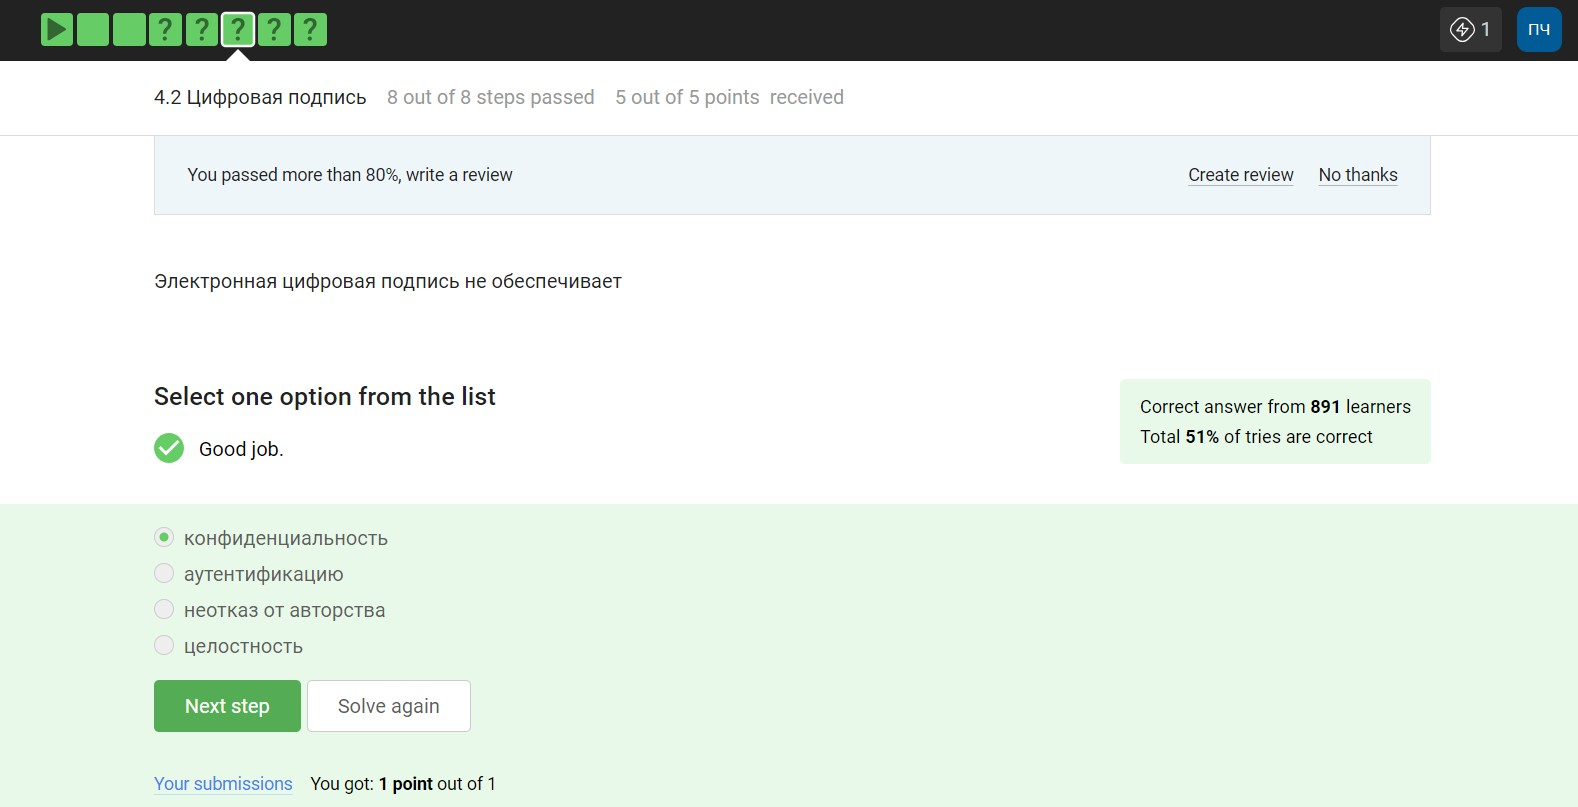 ? ? ? ? ?
1
ПЧ
4.2 Цифровая подпись 8 out of 8 steps passed 5 out of 5 points received
You passed more than 80%, write a review Create review No thanks
Электронная цифровая подпись не обеспечивает
Select one option from the list
Good job.
Correct answer from 891 learners
Total 51% of tries are correct
конфиденциальность
аутентификацию
неотказ от авторства
целостность
Next step Solve again
Your submissions You got: 1 point out of 1